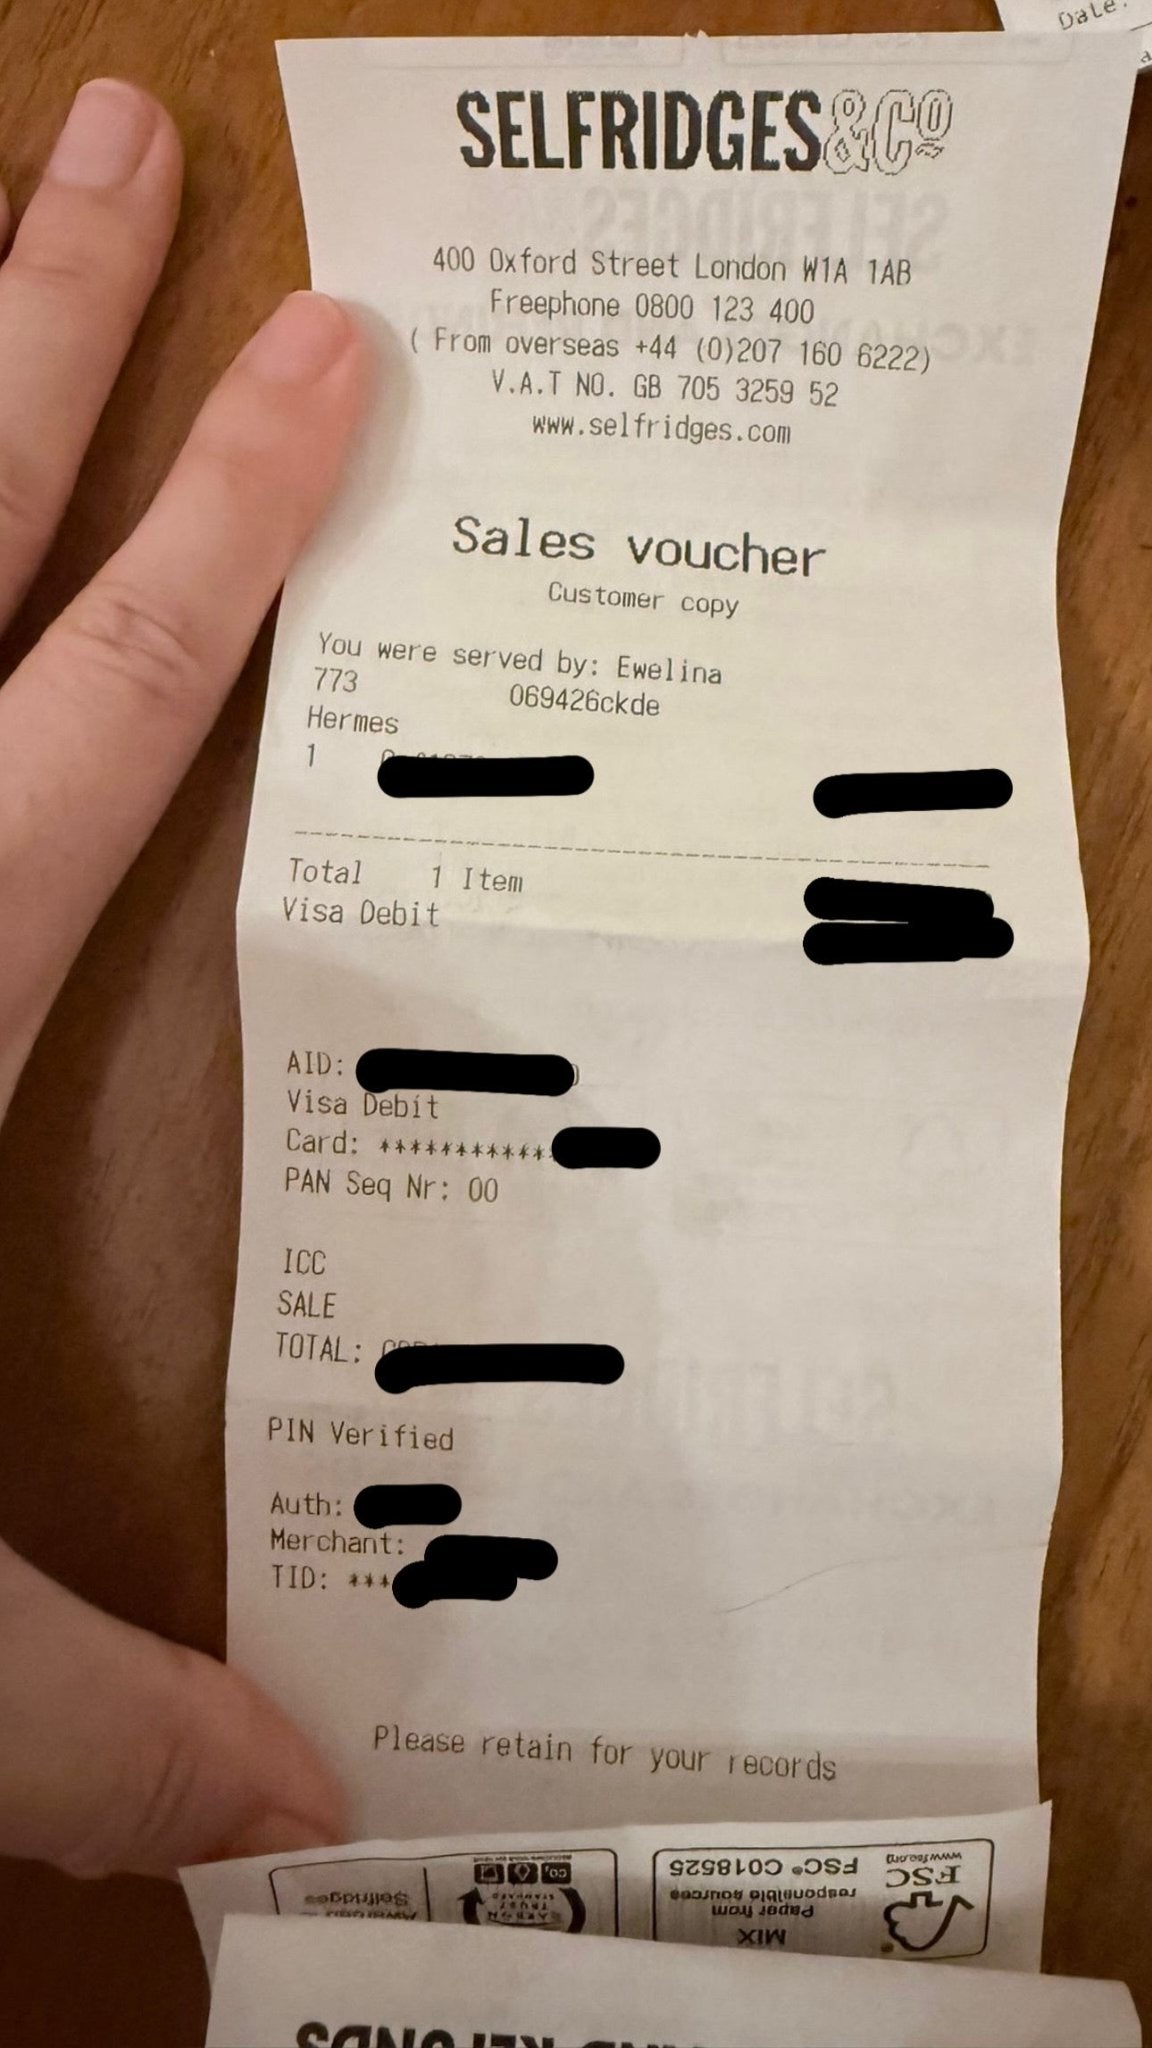 Date:
SELFRIDGES&Co
400 Oxford Street London W1A 1AB
Freephone 0800 123 400
( From overseas +44 (0)207 160 6222)
V.A.T NO. GB 705 3259 52
www.selfridges.com
Sales voucher
Customer copy
You were served by: Ewelina
773 069426ckde
Hermes
1
Total 1 Item
Visa Debit
AID:
Visa Debit
Card: ***********
PAN Seq Nr: 00
ICC
SALE
TOTAL:
PIN Verified
Auth:
Merchant:
TID: ***
Please retain for your records
www.fsc.org
FSC
MIX
Paper from
responsible sources
FSC® C018525
CO₂
Selfridges